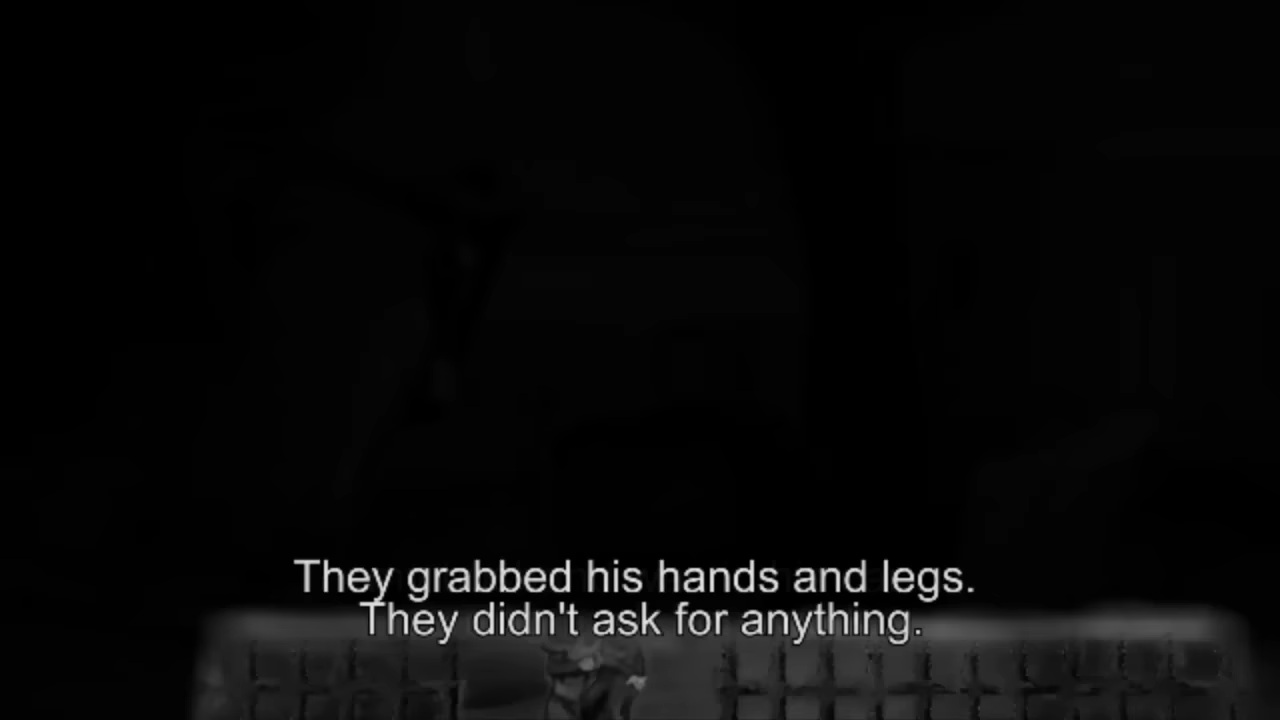 They grabbed his hands and legs.
They didn't ask for anything.